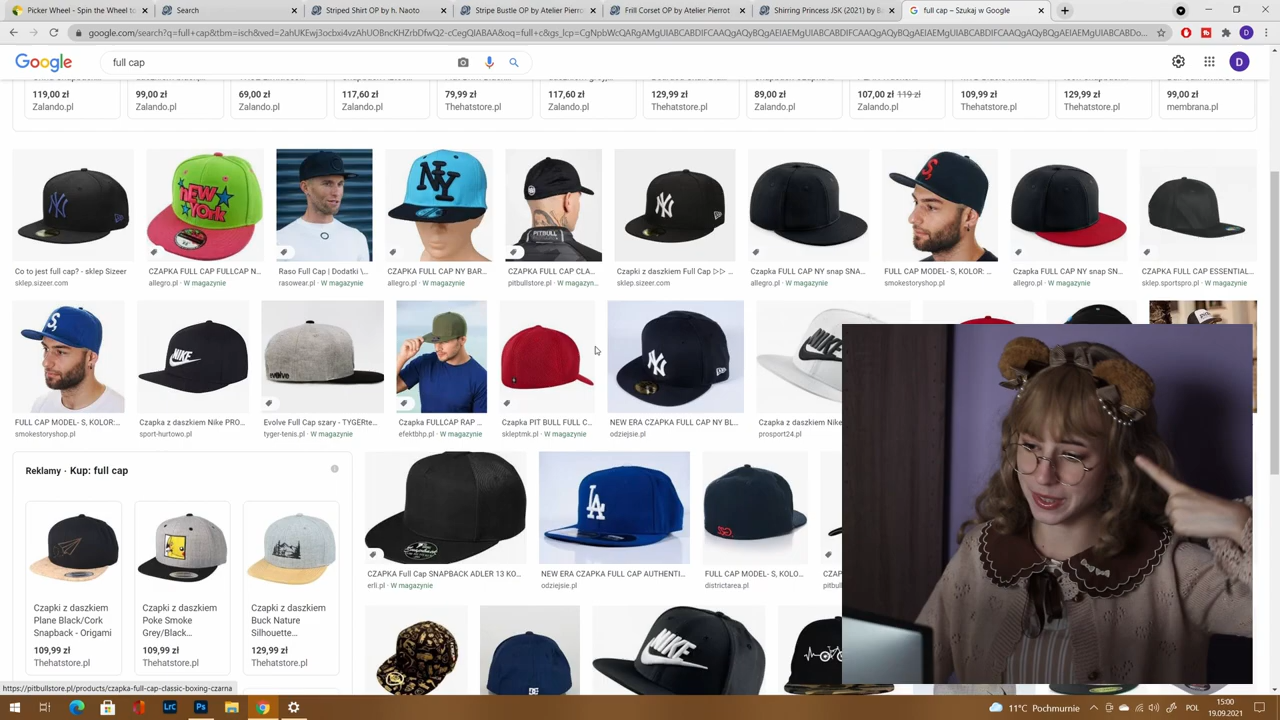 Picker Wheel - Spin the Wheel to
Search
Striped Shirt OP by h. Naoto
Stripe Bustle OP by Atelier Pierrot
Frill Corset OP by Atelier Pierrot
Shirring Princess JSK (2021) by B
full cap – Szukaj w Google
Google
full cap
D
119,00 zł
99,00 zł
69,00 zł
117,60 zł
79,99 zł
117,60 zł
129,99 zł
89,00 zł
107,00 zł 119 zł
109,99 zł
129,99 zł
99,00 zł
Zalando.pl
Zalando.pl
Zalando.pl
Zalando.pl
Thehatstore.pl
Zalando.pl
Thehatstore.pl
Zalando.pl
Zalando.pl
Thehatstore.pl
Thehatstore.pl
membrana.pl
NEW YORK
NY
Co to jest full cap? - sklep Sizeer
CZAPKA FULL CAP FULLCAP N...
Raso Full Cap | Dodatki \...
CZAPKA FULL CAP NY BAR...
CZAPKA FULL CAP CLA...
Czapki z daszkiem Full Cap ▷▷ ...
Czapka FULL CAP NY snap SNA...
FULL CAP MODEL- S, KOLOR: ...
Czapka FULL CAP NY snap SN...
CZAPKA FULL CAP ESSENTIAL...
sklep.sizeer.com
allegro.pl · W magazynie
rasowear.pl · W magazynie
allegro.pl · W magazynie
pitbullstore.pl · W magazyn...
sklep.sizeer.com
allegro.pl · W magazynie
smokestoryshop.pl
allegro.pl · W magazynie
sklep.sportspro.pl · W magazynie
NIKE
evolve
NY
FULL CAP MODEL- S, KOLOR:...
Czapka z daszkiem Nike PRO...
Evolve Full Cap szary - TYGERte...
Czapka FULLCAP RAP ...
Czapka PIT BULL FULL C...
NEW ERA CZAPKA FULL CAP NY BL...
Czapka z daszkiem Nike
smokestoryshop.pl
sport-hurtowo.pl
tyger-tenis.pl · W magazynie
efektbhp.pl · W magazynie
skleptmk.pl · W magazynie
odziejsie.pl
prosport24.pl
Reklamy · Kup: full cap
LA
CZAPKA Full Cap SNAPBACK ADLER 13 KO...
NEW ERA CZAPKA FULL CAP AUTHENTI...
FULL CAP MODEL- S, KOLO...
erli.pl · W magazynie
odziejsie.pl
districtarea.pl
Czapki z daszkiem
Plane Black/Cork
Snapback - Origami
109,99 zł
Thehatstore.pl
Czapki z daszkiem
Poke Smoke
Grey/Black...
109,99 zł
Thehatstore.pl
Czapki z daszkiem
Buck Nature
Silhouette...
129,99 zł
Thehatstore.pl
NIKE
https://pitbullstore.pl/products/czapka-full-cap-classic-boxing-czarna
11°C Pochmurnie
POL
15:00
19.09.2021